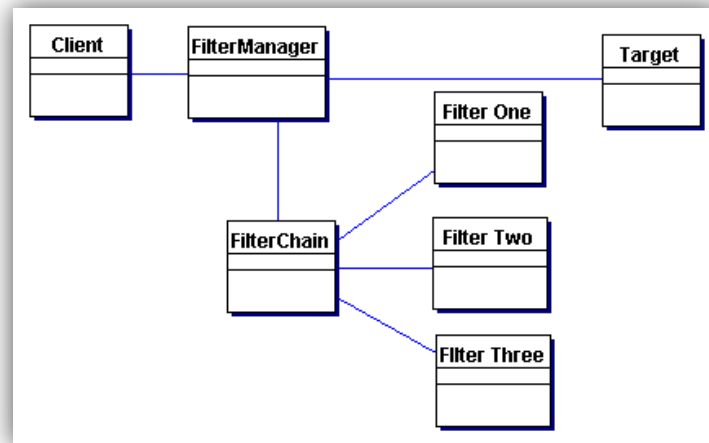 Client
FilterManager
Target
Filter One
FilterChain
Filter Two
FIlter Three